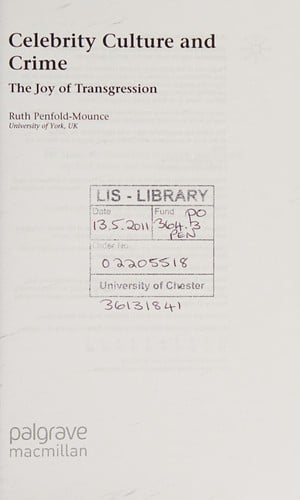 Celebrity Culture and
Crime
The Joy of Transgression
Ruth Penfold-Mounce
University of York, UK
LIS - LIBRARY
Date Fund PO
13.5.2011 364.3
PEN
Order No.
02205518
University of Chester
36131841
palgrave
macmillan